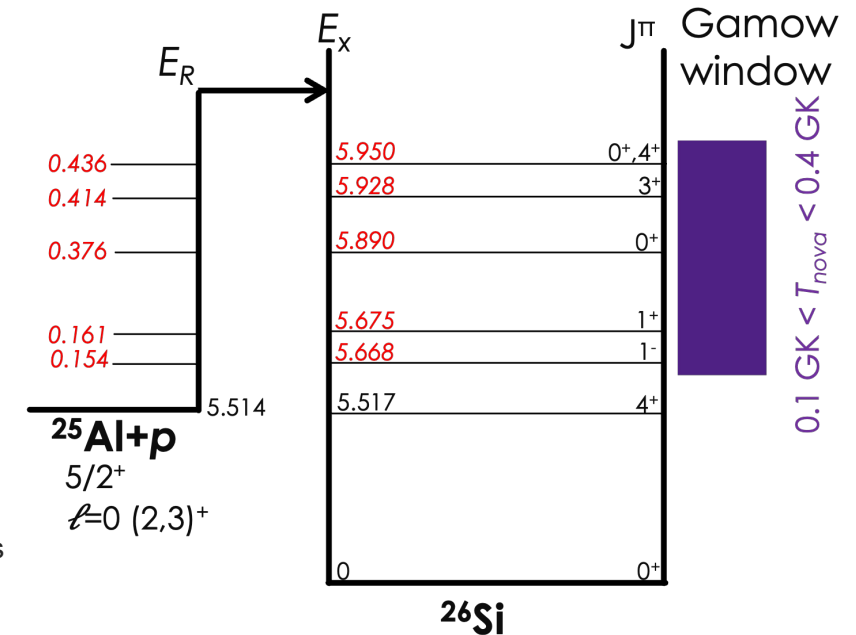 E_R
E_x
J^π
Gamow
window
0.436
0.414
0.376
0.161
0.154
5.514
²⁵Al+p
5/2⁺
ℓ=0 (2,3)⁺
s
5.950 0⁺,4⁺
5.928 3⁺
5.890 0⁺
5.675 1⁺
5.668 1⁻
5.517 4⁺
0 0⁺
²⁶Si
0.1 GK < T_nova < 0.4 GK